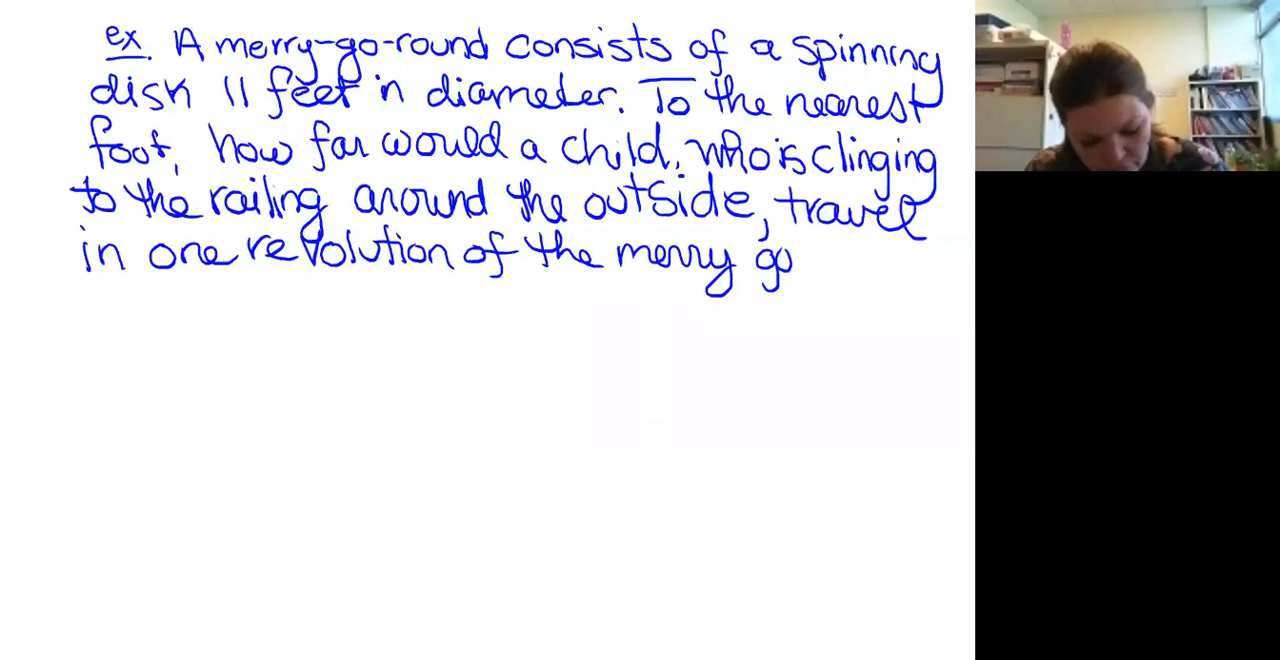 ex. A merry-go-round consists of a spinning
disk 11 feet in diameter. To the nearest
foot, how far would a child, who is clinging
to the railing around the outside, travel
in one revolution of the merry go